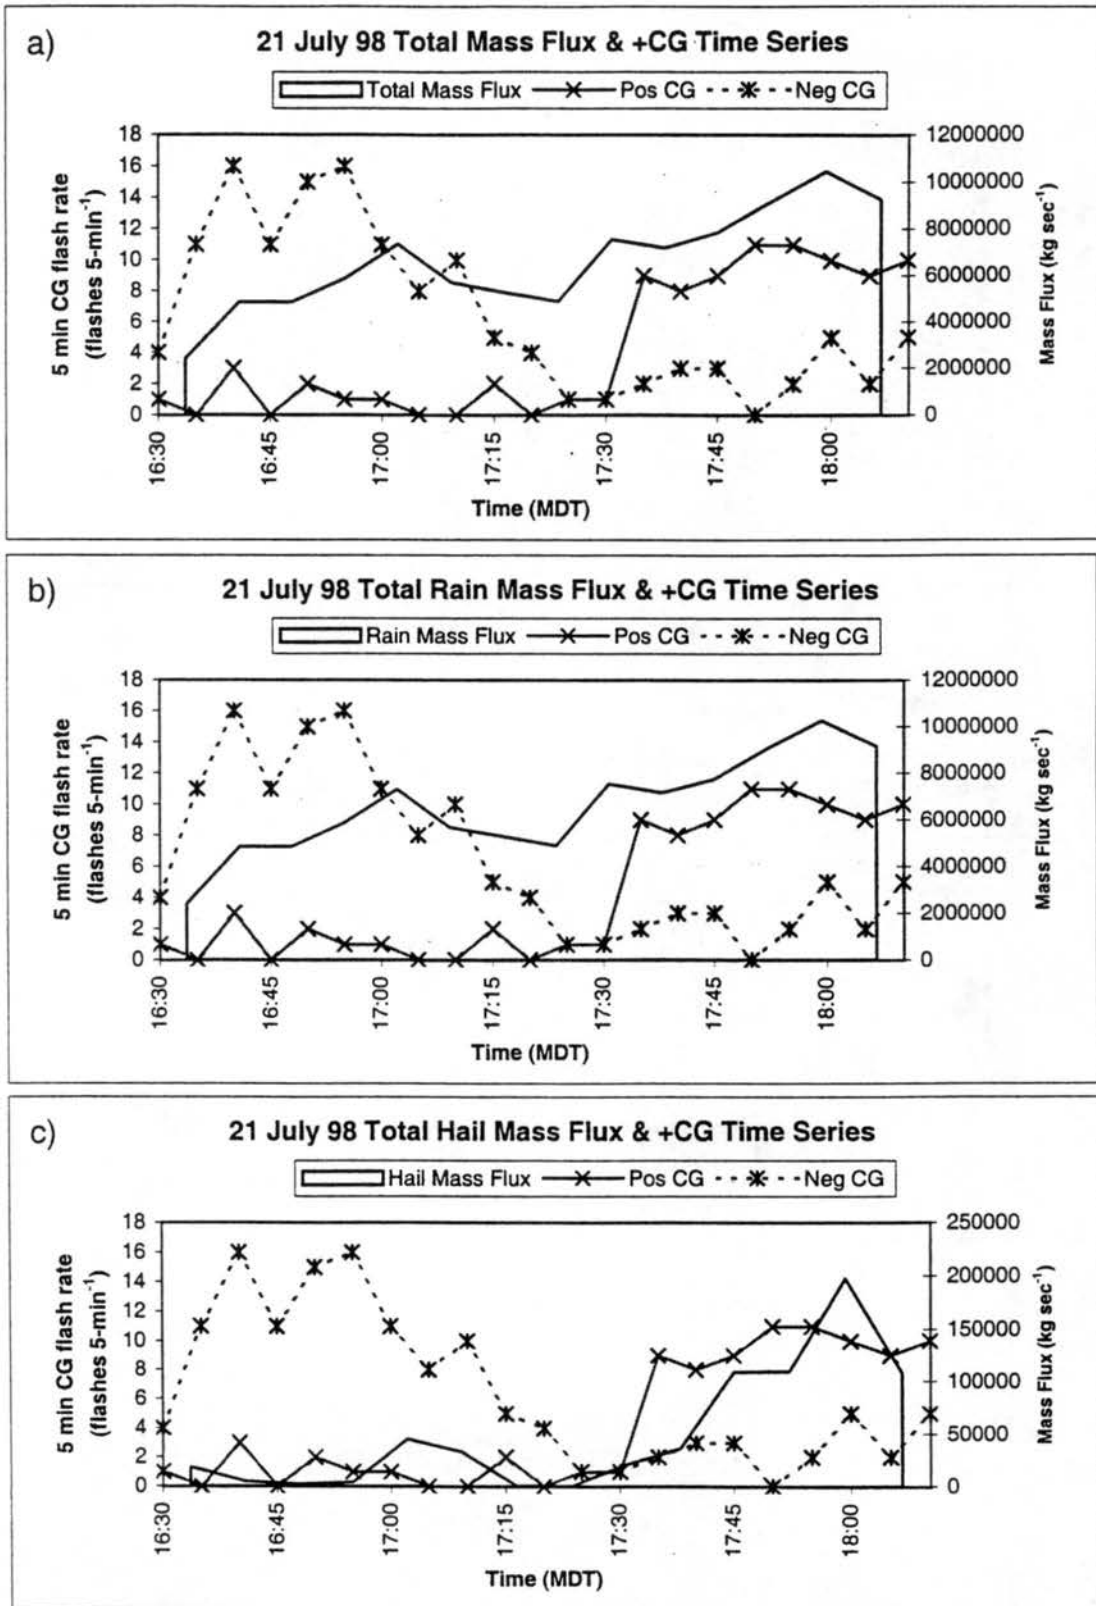 a)
21 July 98 Total Mass Flux & +CG Time Series
Total Mass Flux Pos CG Neg CG
5 min CG flash rate
(flashes 5-min⁻¹)
18
16
14
12
10
8
6
4
2
0
12000000
10000000
8000000
6000000
4000000
2000000
0
Mass Flux (kg sec⁻¹)
16:30 16:45 17:00 17:15 17:30 17:45 18:00
Time (MDT)
b)
21 July 98 Total Rain Mass Flux & +CG Time Series
Rain Mass Flux Pos CG Neg CG
5 min CG flash rate
(flashes 5-min⁻¹)
18
16
14
12
10
8
6
4
2
0
12000000
10000000
8000000
6000000
4000000
2000000
0
Mass Flux (kg sec⁻¹)
16:30 16:45 17:00 17:15 17:30 17:45 18:00
Time (MDT)
c)
21 July 98 Total Hail Mass Flux & +CG Time Series
Hail Mass Flux Pos CG Neg CG
5 min CG flash rate
(flashes 5-min⁻¹)
18
16
14
12
10
8
6
4
2
0
250000
200000
150000
100000
50000
0
Mass Flux (kg sec⁻¹)
16:30 16:45 17:00 17:15 17:30 17:45 18:00
Time (MDT)